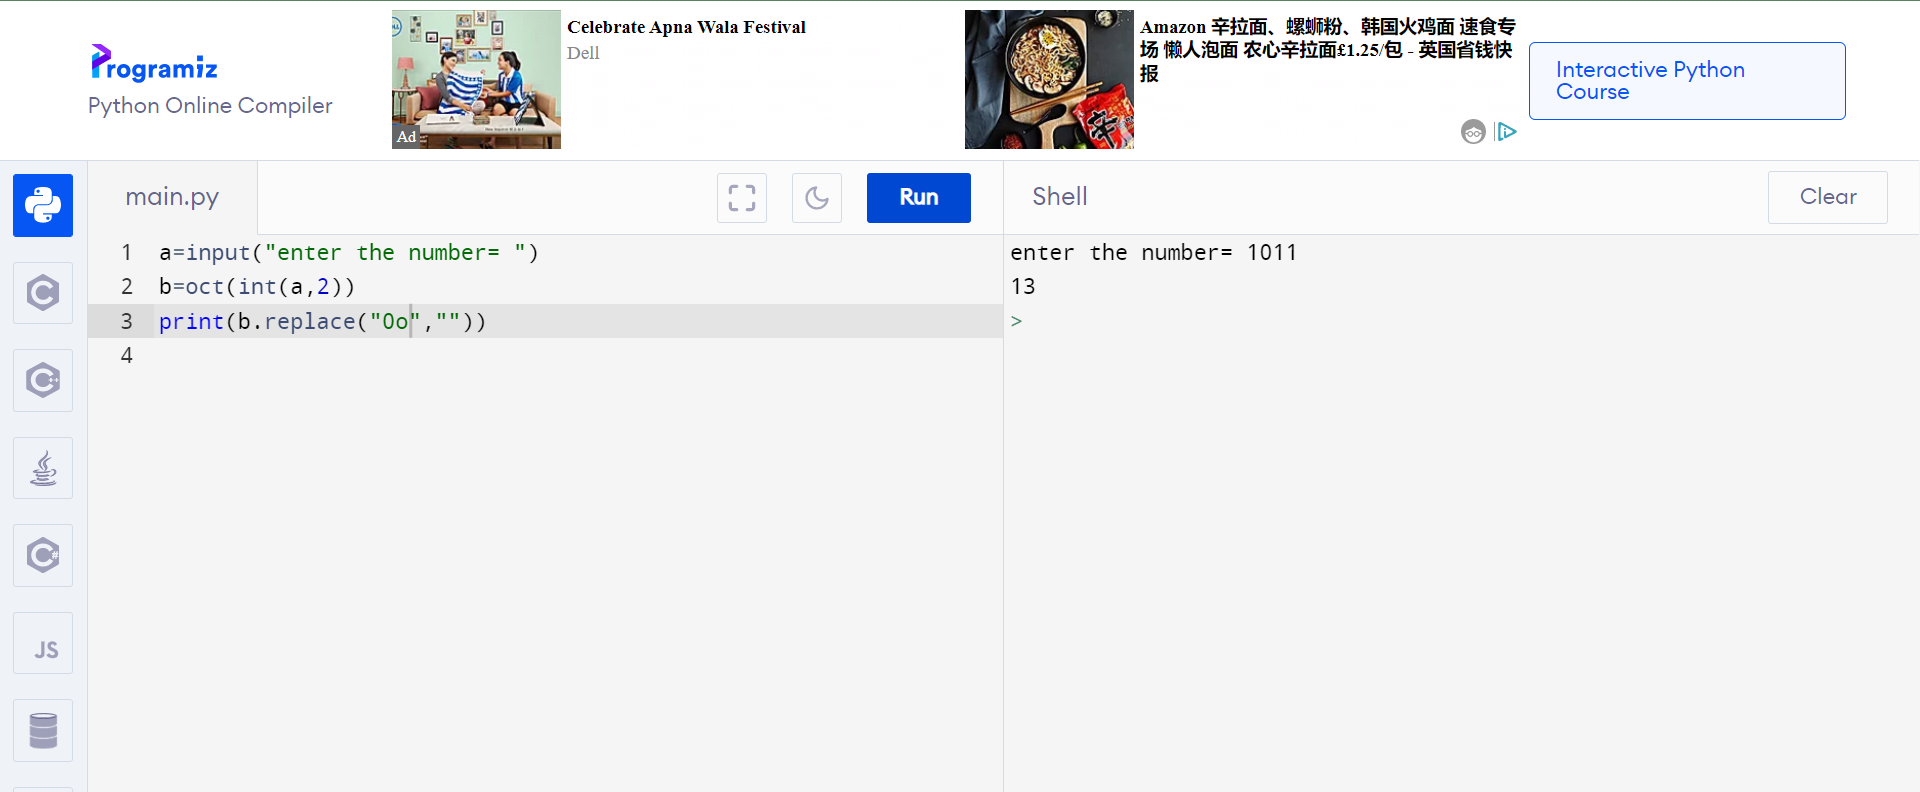 Programiz
Python Online Compiler
Ad
Celebrate Apna Wala Festival
Dell
Amazon 辛拉面、螺蛳粉、韩国火鸡面 速食专
场 懒人泡面 农心辛拉面£1.25/包 - 英国省钱快
报
Interactive Python
Course
main.py
Run
Shell
Clear
1 a=input("enter the number= ")
2 b=oct(int(a,2))
3 print(b.replace("0o",""))
4
enter the number= 1011
13
>
JS